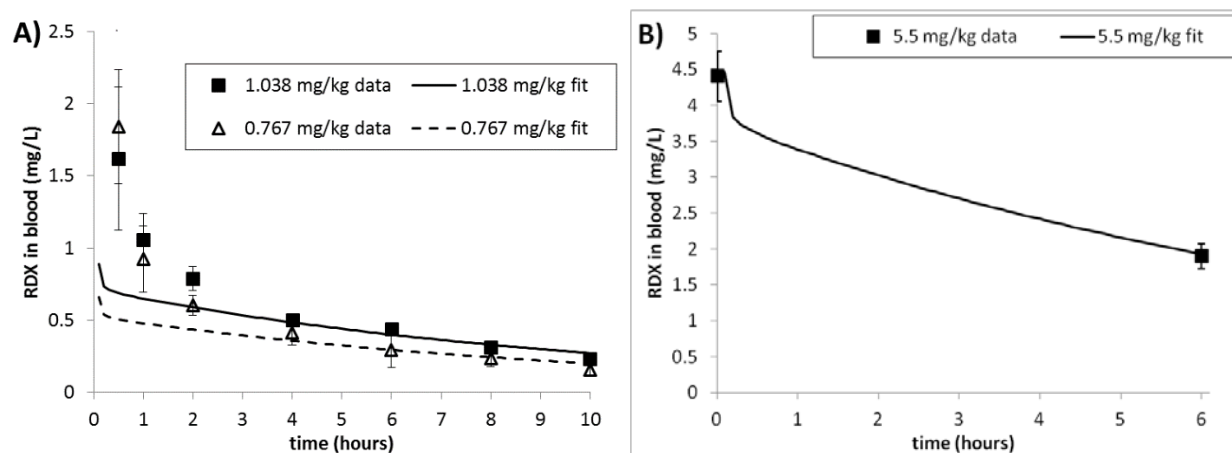 A)
2.5
2
1.5
1
0.5
0
RDX in blood (mg/L)
1.038 mg/kg data 1.038 mg/kg fit
0.767 mg/kg data 0.767 mg/kg fit
0 1 2 3 4 5 6 7 8 9 10
time (hours)
B)
5
4.5
4
3.5
3
2.5
2
1.5
1
0.5
0
RDX in blood (mg/L)
5.5 mg/kg data 5.5 mg/kg fit
0 1 2 3 4 5 6
time (hours)